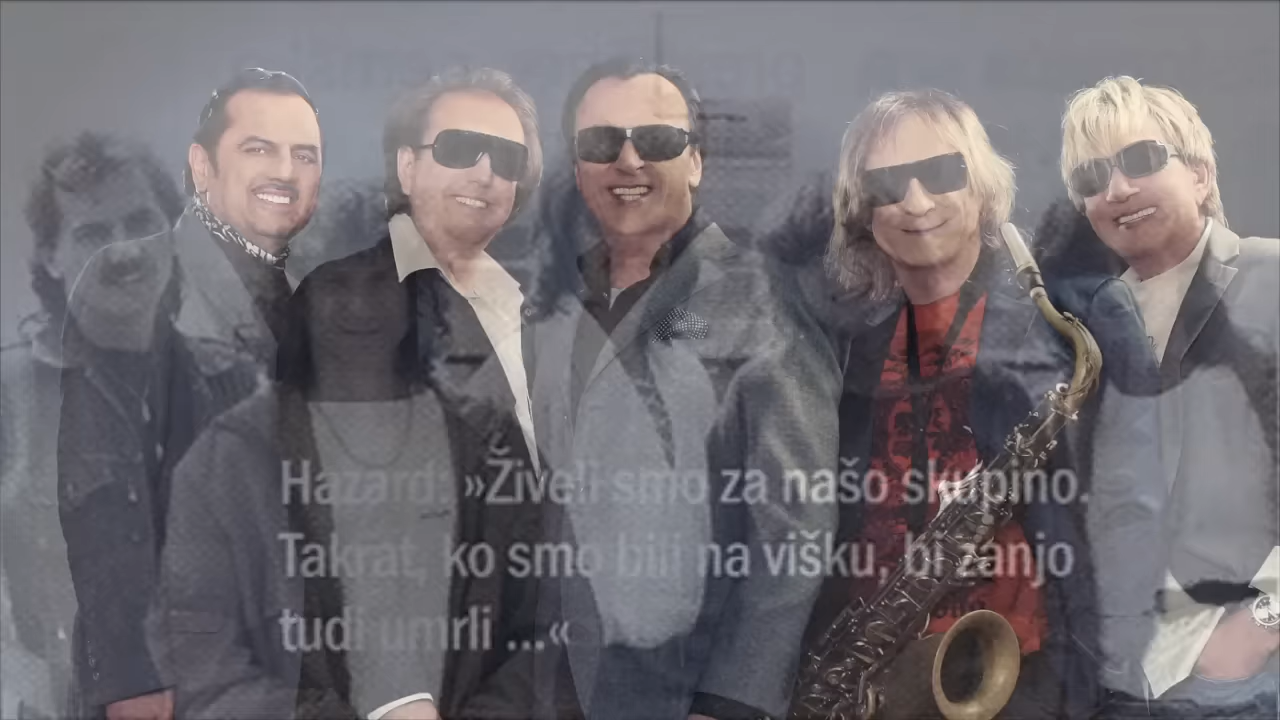 Hazard: »Živeli smo za našo skupino.
Takrat, ko smo bili na višku, bi zanjo
tudi umrli ...«